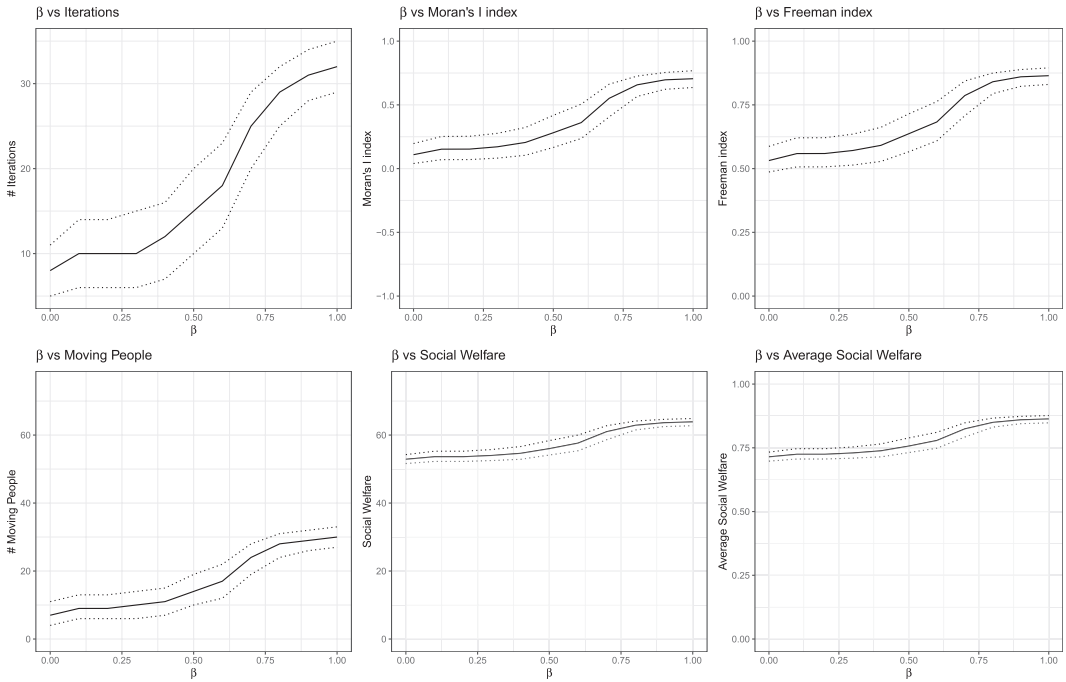 β vs Iterations
# Iterations
30
20
10
0.00 0.25 0.50 0.75 1.00
β
β vs Moran's I index
Moran's I index
1.0
0.5
0.0
−0.5
−1.0
0.00 0.25 0.50 0.75 1.00
β
β vs Freeman index
Freeman index
1.00
0.75
0.50
0.25
0.00
0.00 0.25 0.50 0.75 1.00
β
β vs Moving People
# Moving People
60
40
20
0
0.00 0.25 0.50 0.75 1.00
β
β vs Social Welfare
Social Welfare
60
40
20
0
0.00 0.25 0.50 0.75 1.00
β
β vs Average Social Welfare
Average Social Welfare
1.00
0.75
0.50
0.25
0.00
0.00 0.25 0.50 0.75 1.00
β